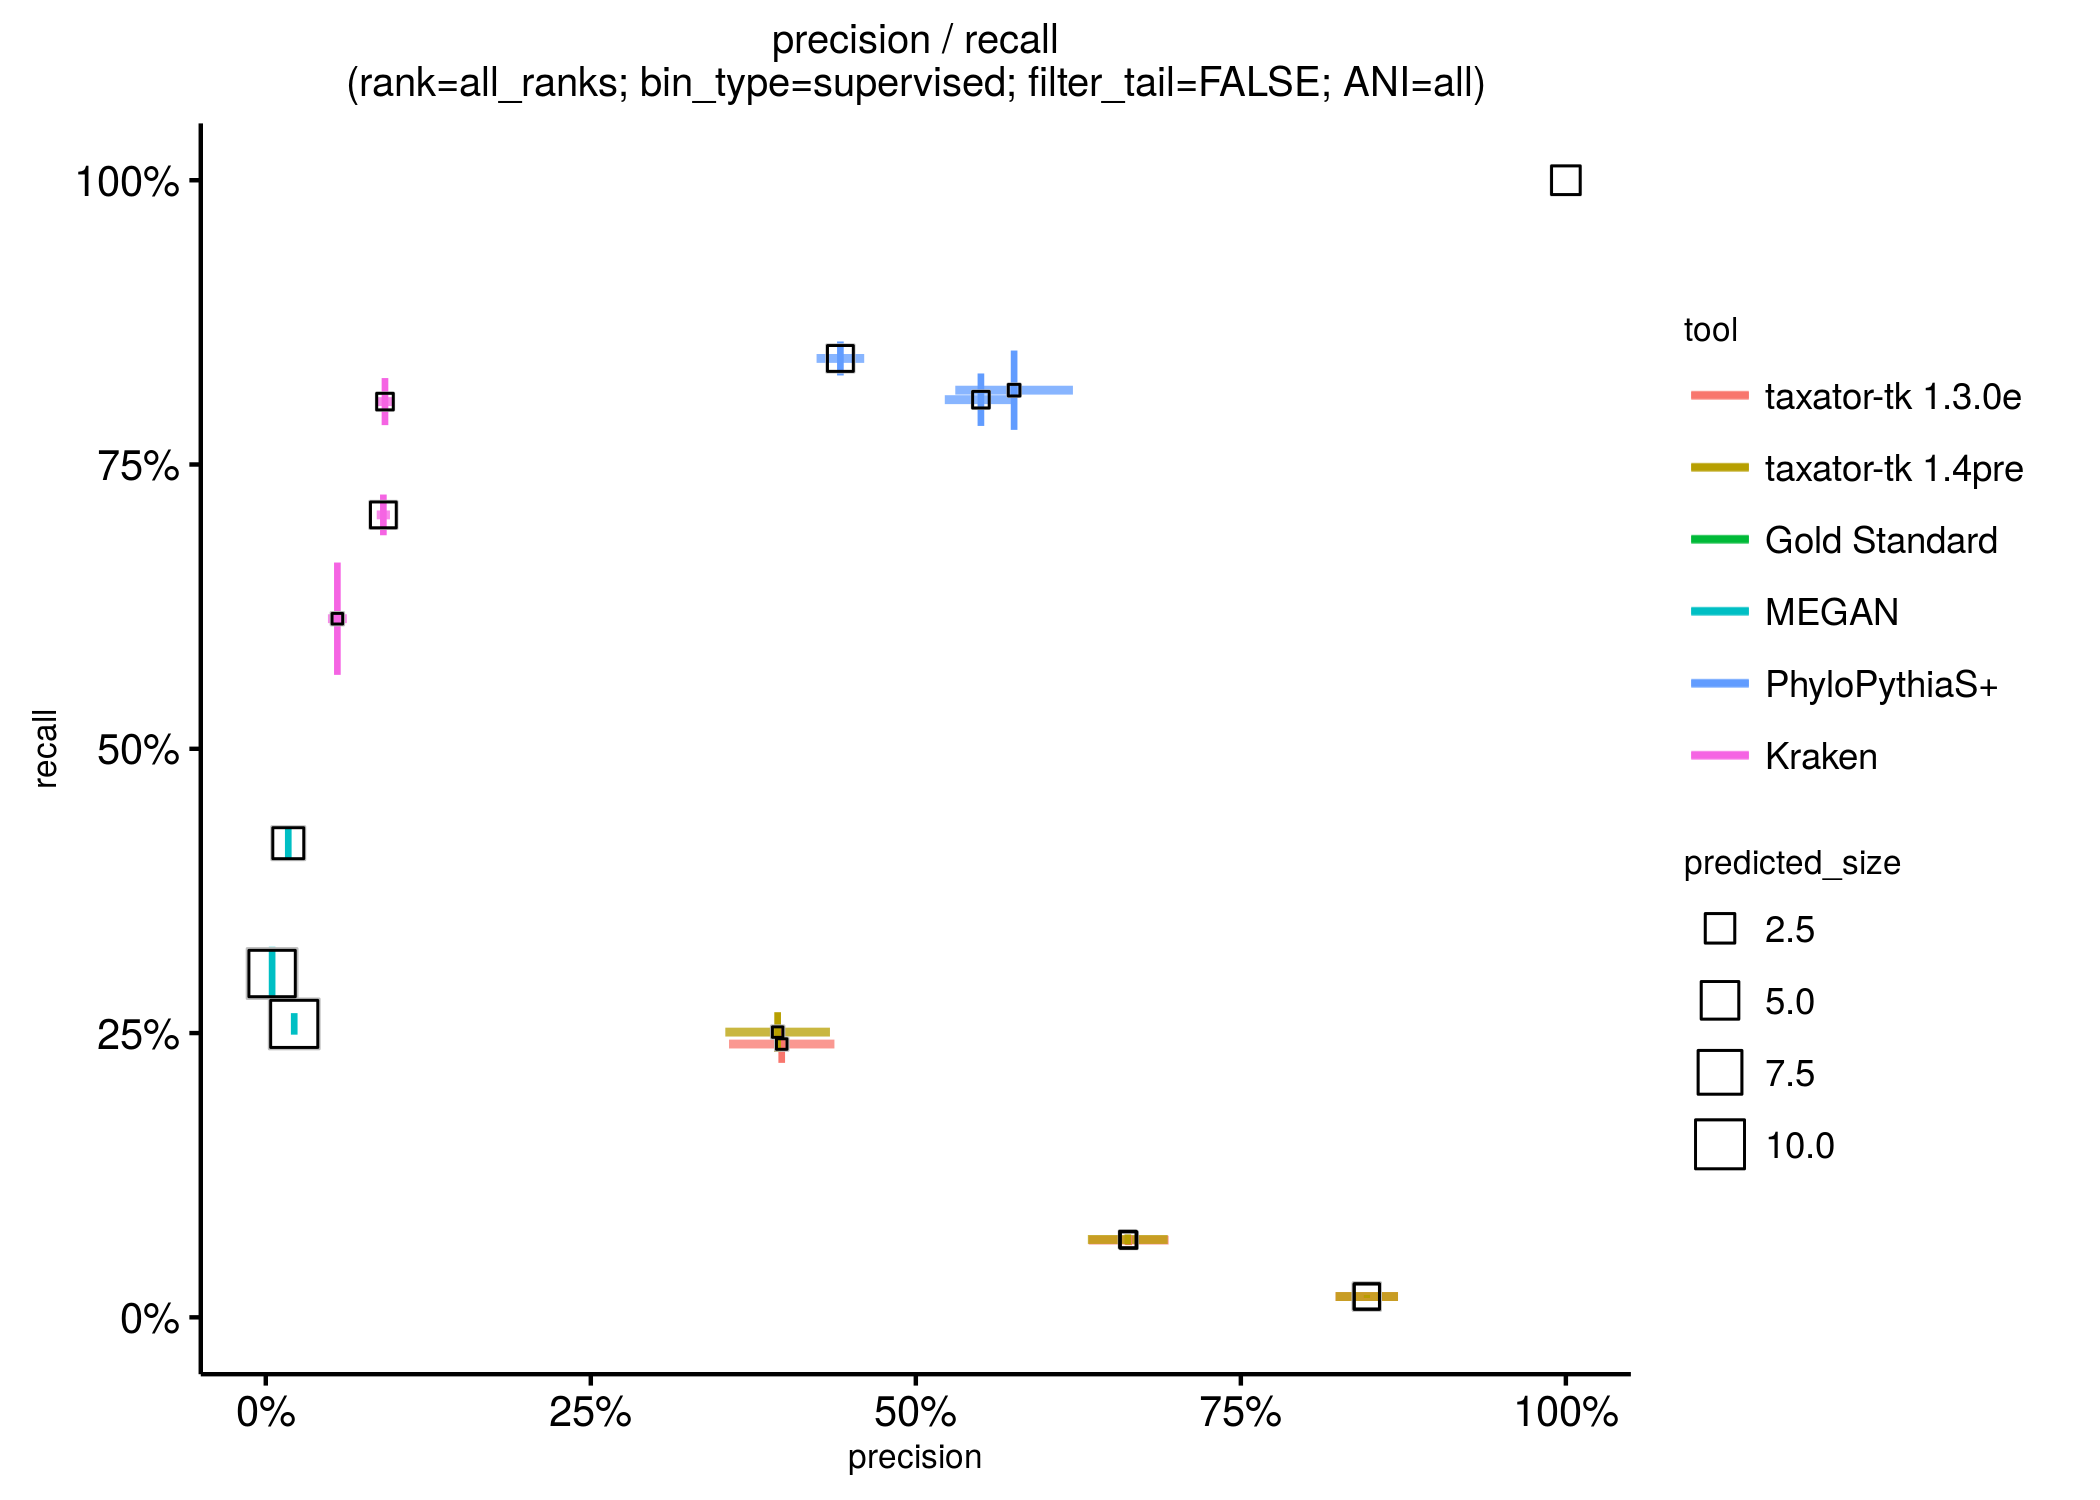 precision / recall
(rank=all_ranks; bin_type=supervised; filter_tail=FALSE; ANI=all)
100%
75%
50%
25%
0%
recall
0%
25%
50%
75%
100%
precision
tool
taxator-tk 1.3.0e
taxator-tk 1.4pre
Gold Standard
MEGAN
PhyloPythiaS+
Kraken
predicted_size
2.5
5.0
7.5
10.0